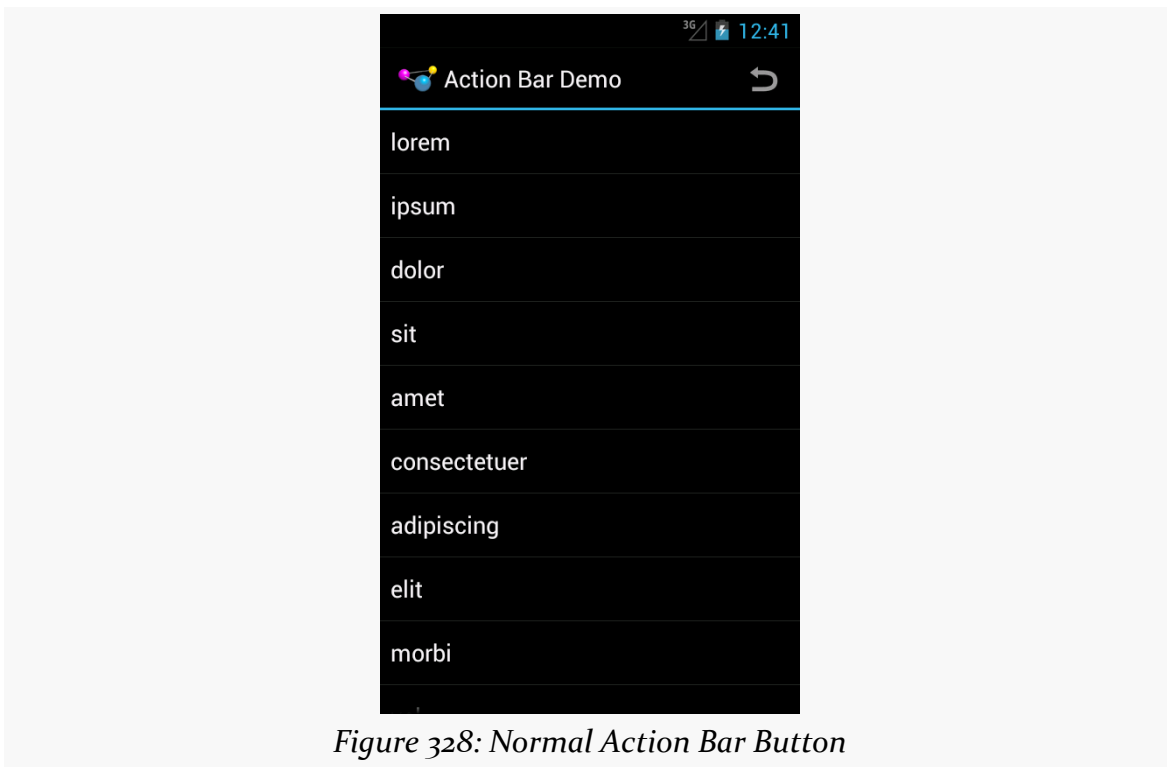 3G 12:41
Action Bar Demo
lorem
ipsum
dolor
sit
amet
consectetuer
adipiscing
elit
morbi
Figure 328: Normal Action Bar Button